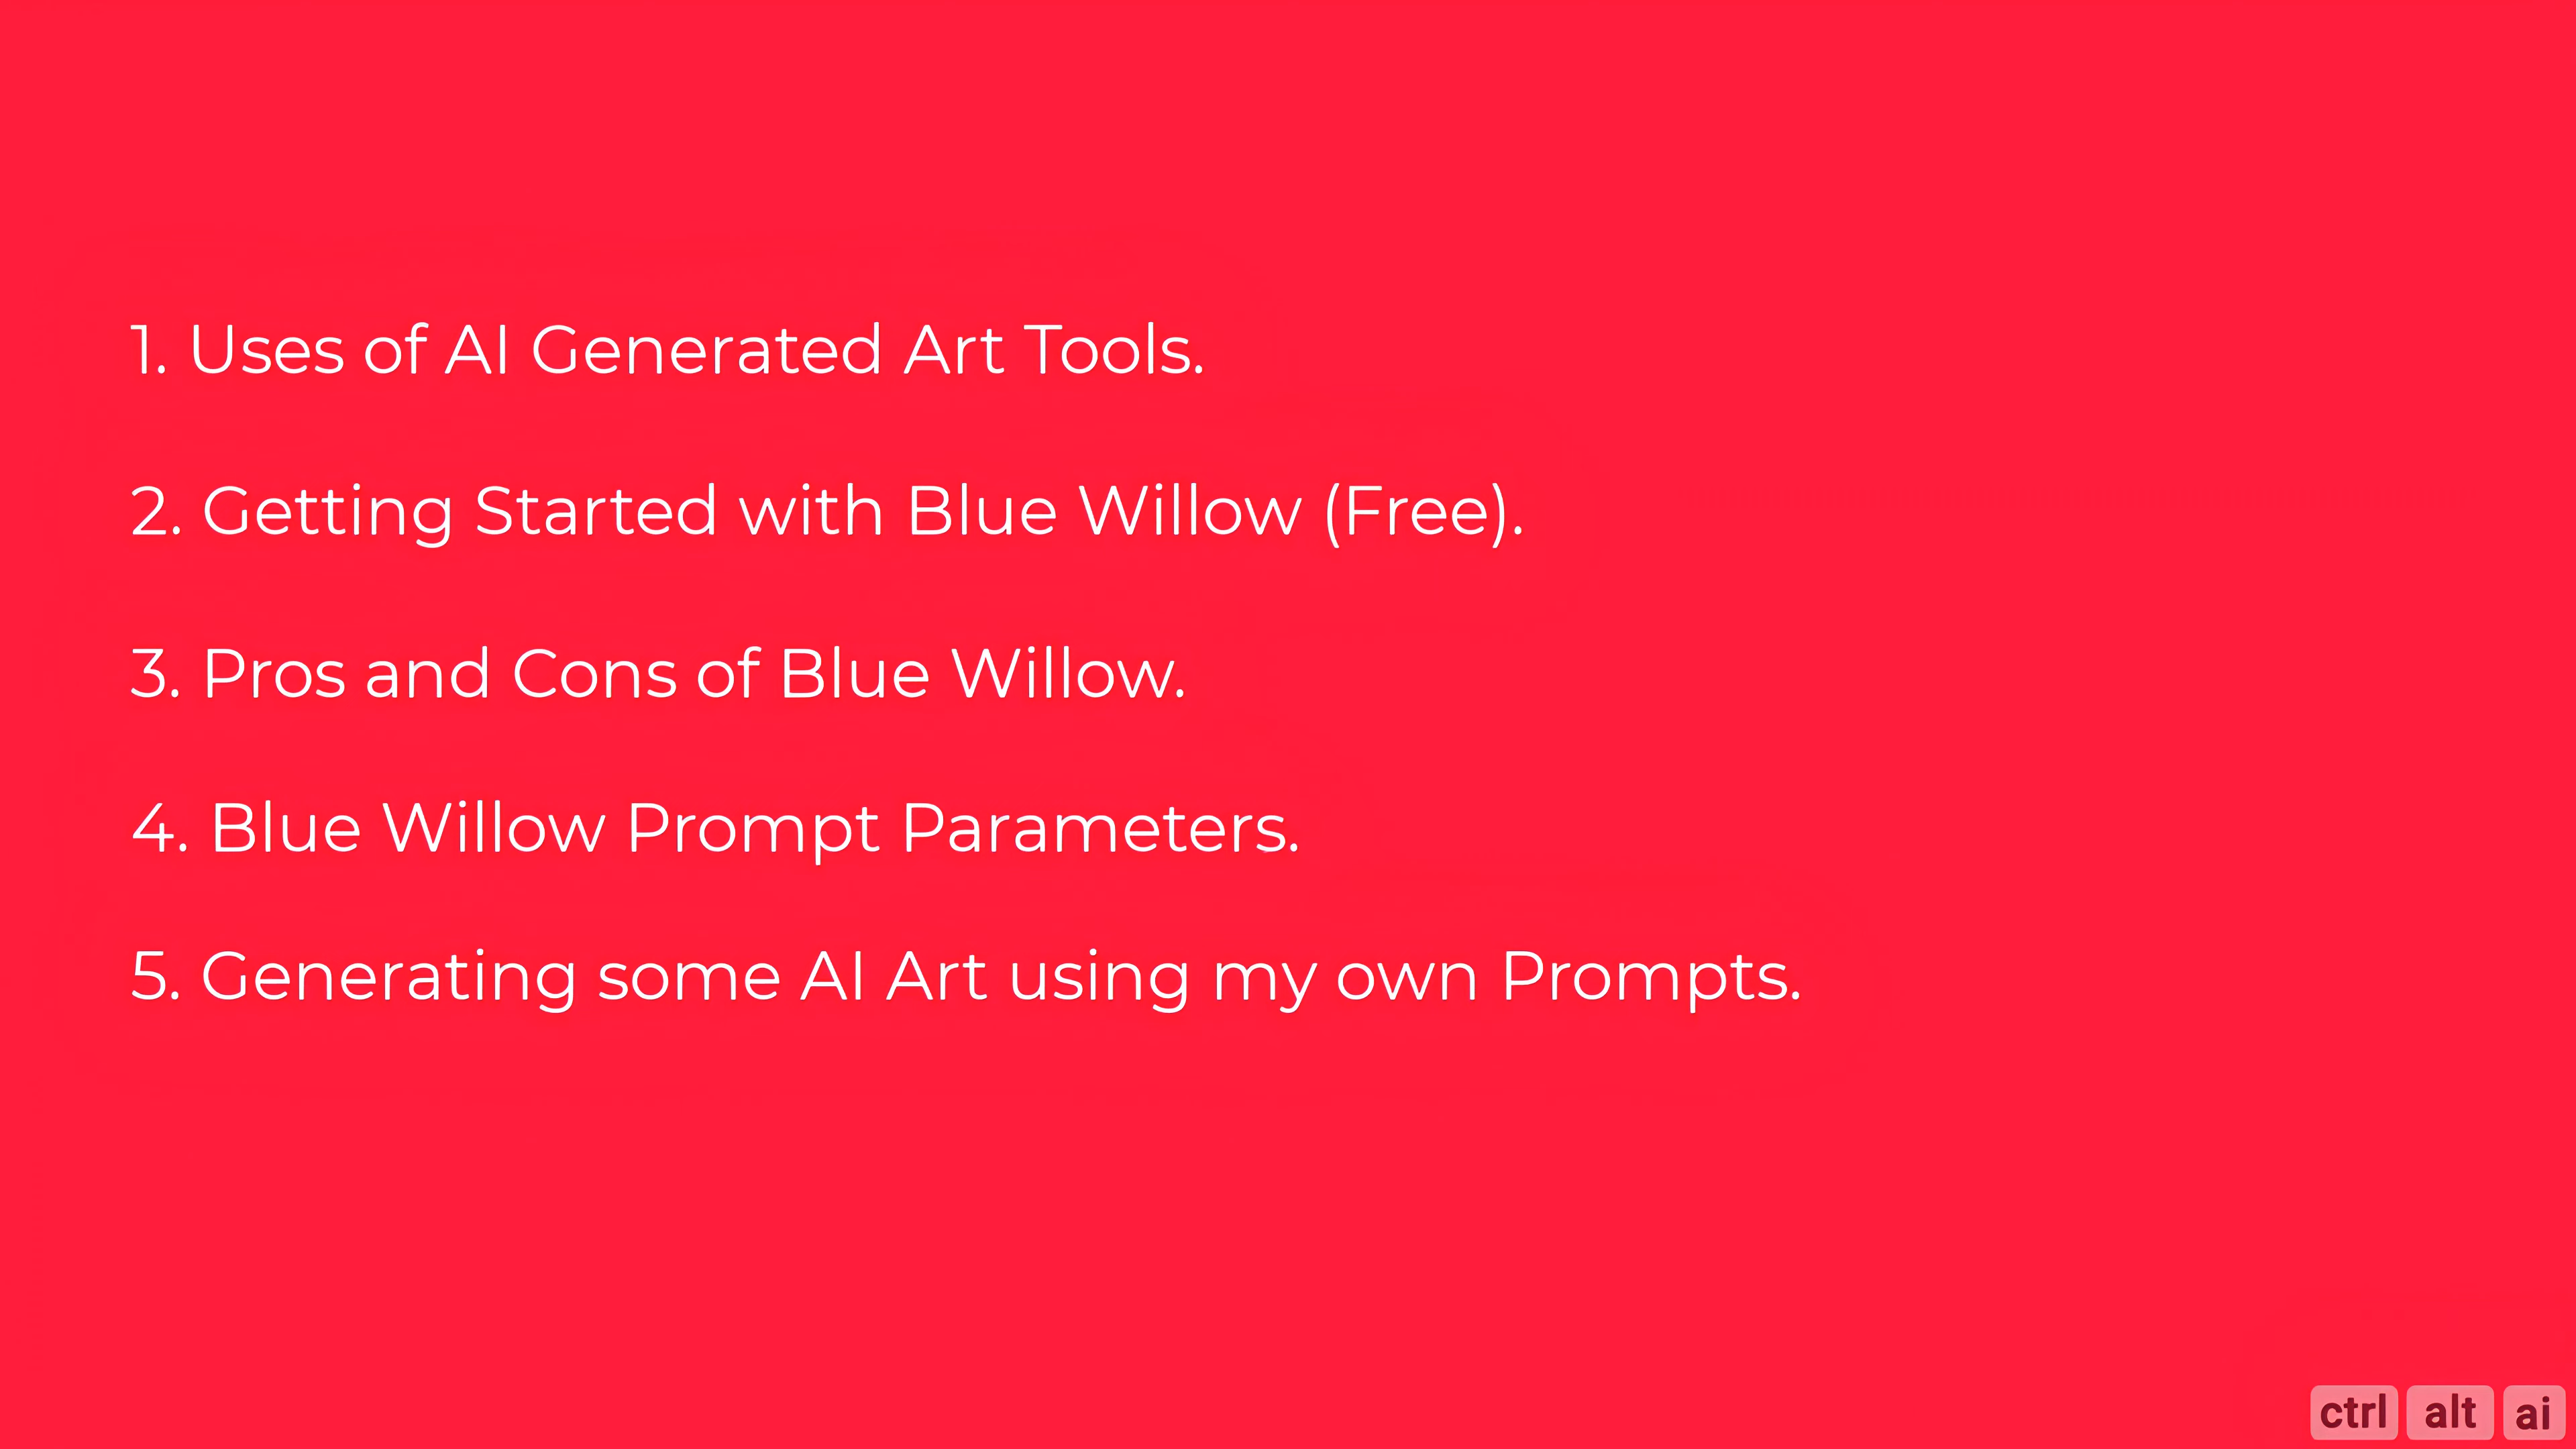 1. Uses of AI Generated Art Tools.
2. Getting Started with Blue Willow (Free).
3. Pros and Cons of Blue Willow.
4. Blue Willow Prompt Parameters.
5. Generating some AI Art using my own Prompts.
ctrl alt ai